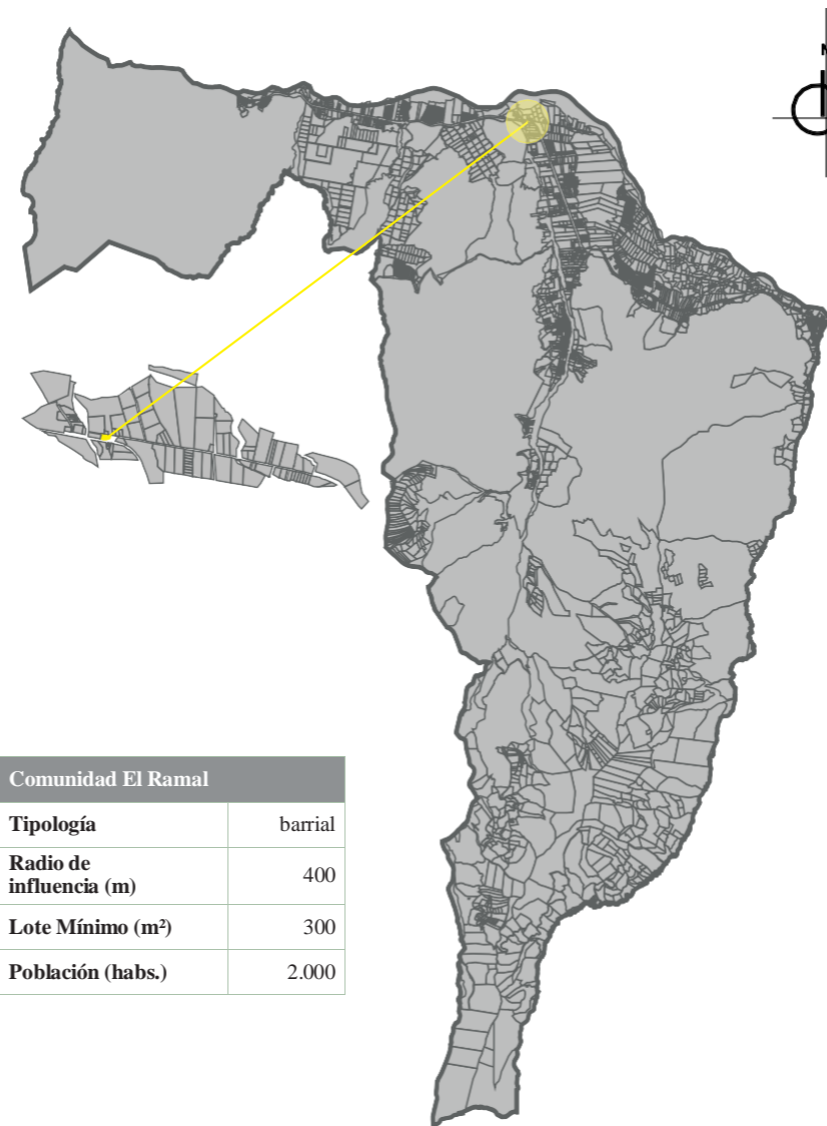 N
Comunidad El Ramal
Tipología barrial
Radio de
influencia (m) 400
Lote Mínimo (m²) 300
Población (habs.) 2.000